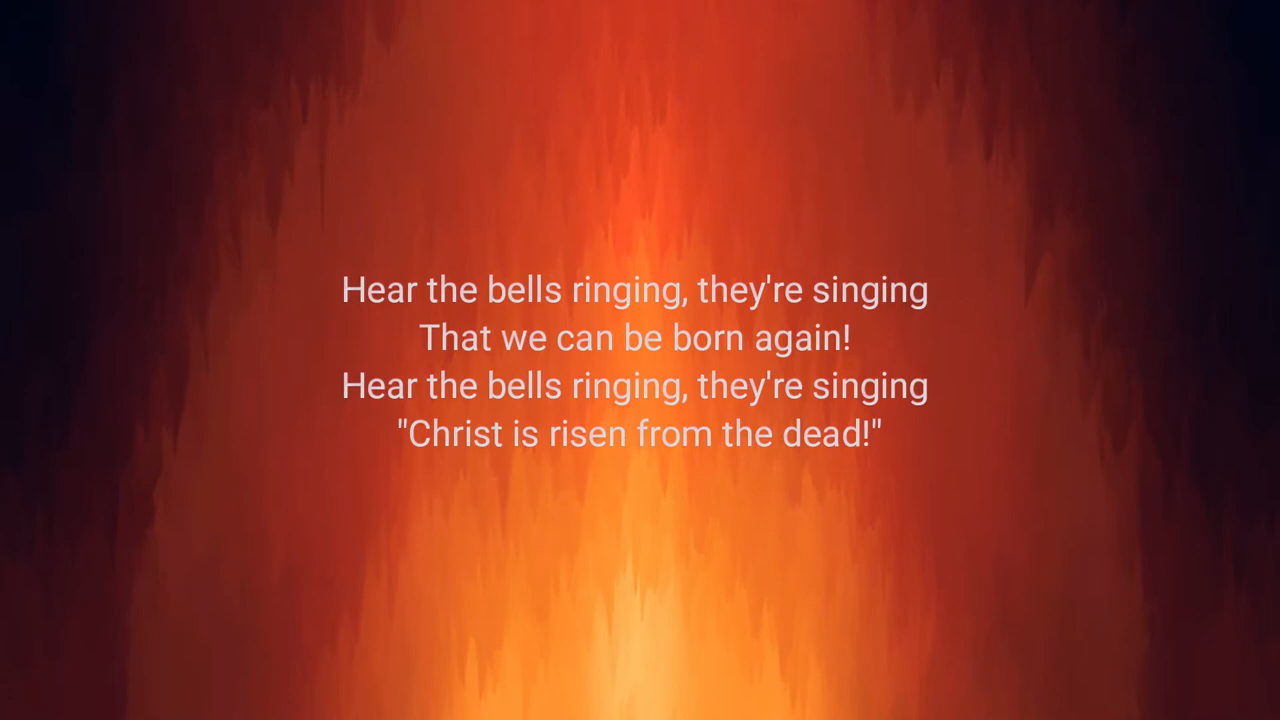 Hear the bells ringing, they're singing
That we can be born again!
Hear the bells ringing, they're singing
"Christ is risen from the dead!"